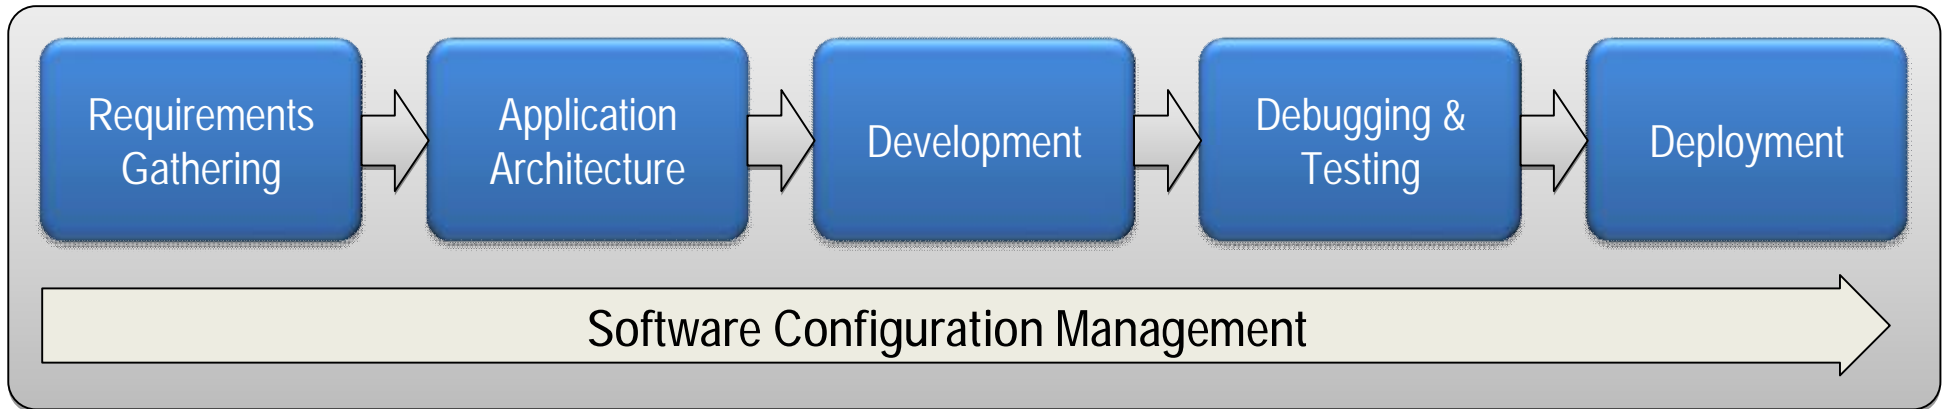 Requirements
Gathering
Application
Architecture
Development
Debugging &
Testing
Deployment
Software Configuration Management